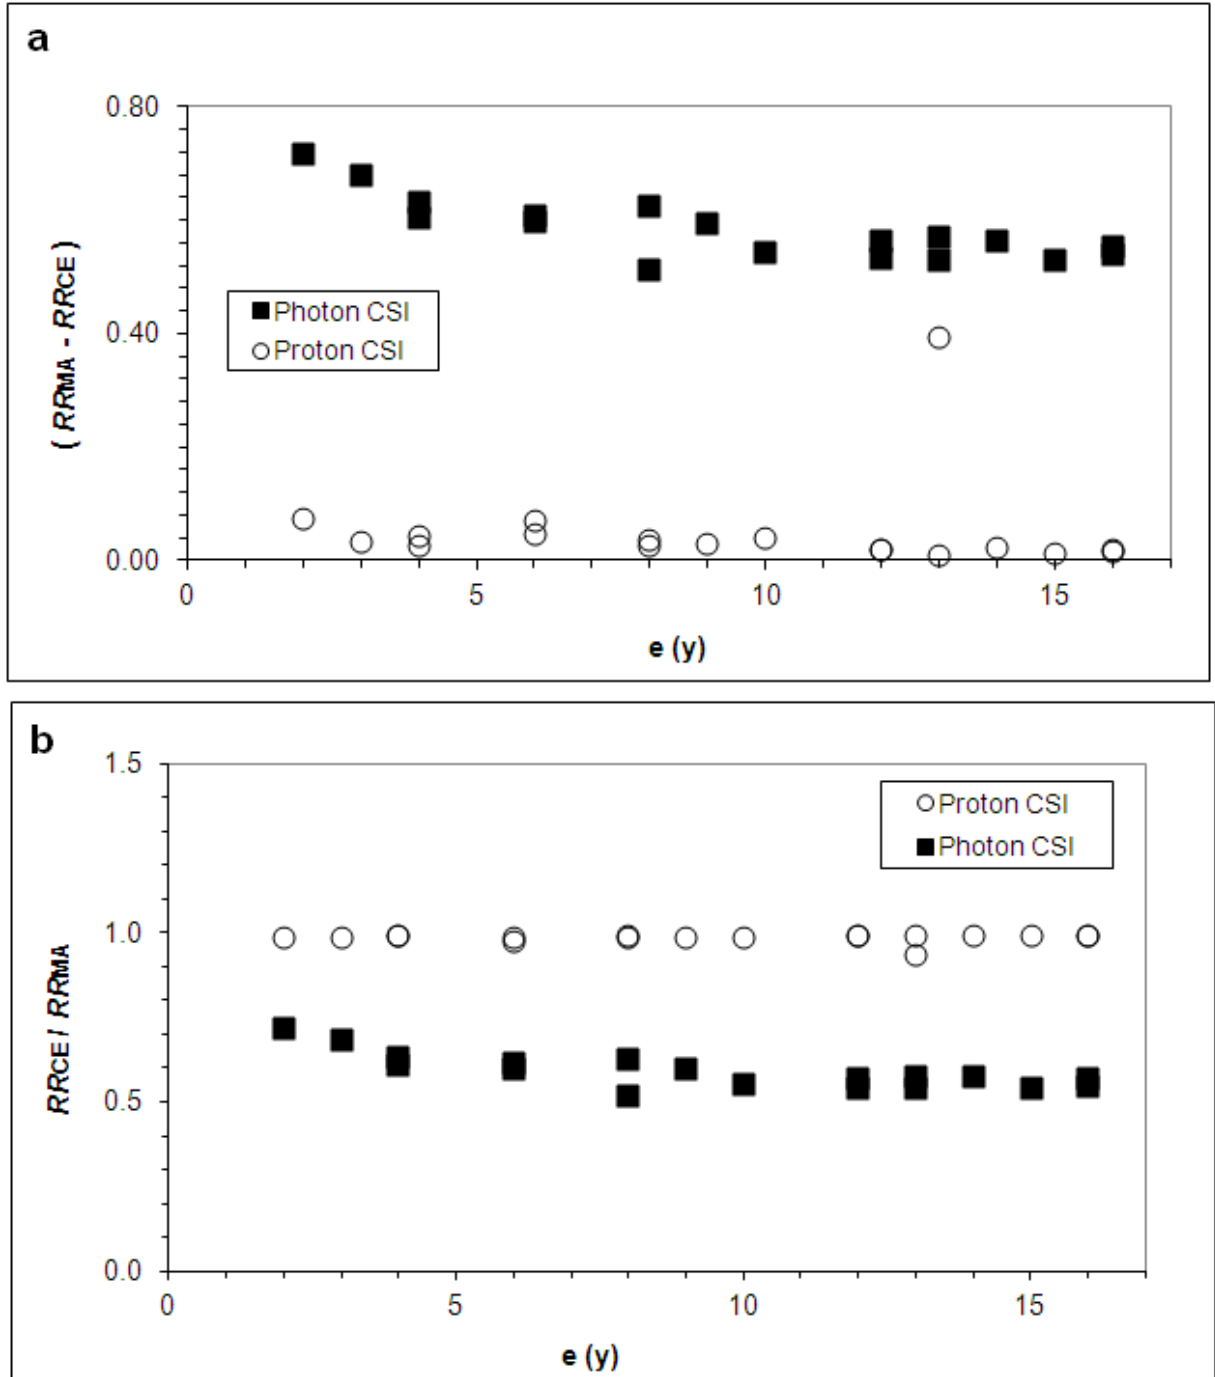 a
0.80
0.40
0.00
( RRMA - RRCE )
Photon CSI
Proton CSI
0 5 10 15
e (y)
b
1.5
1.0
0.5
0.0
RRCE / RRMA
Proton CSI
Photon CSI
0 5 10 15
e (y)